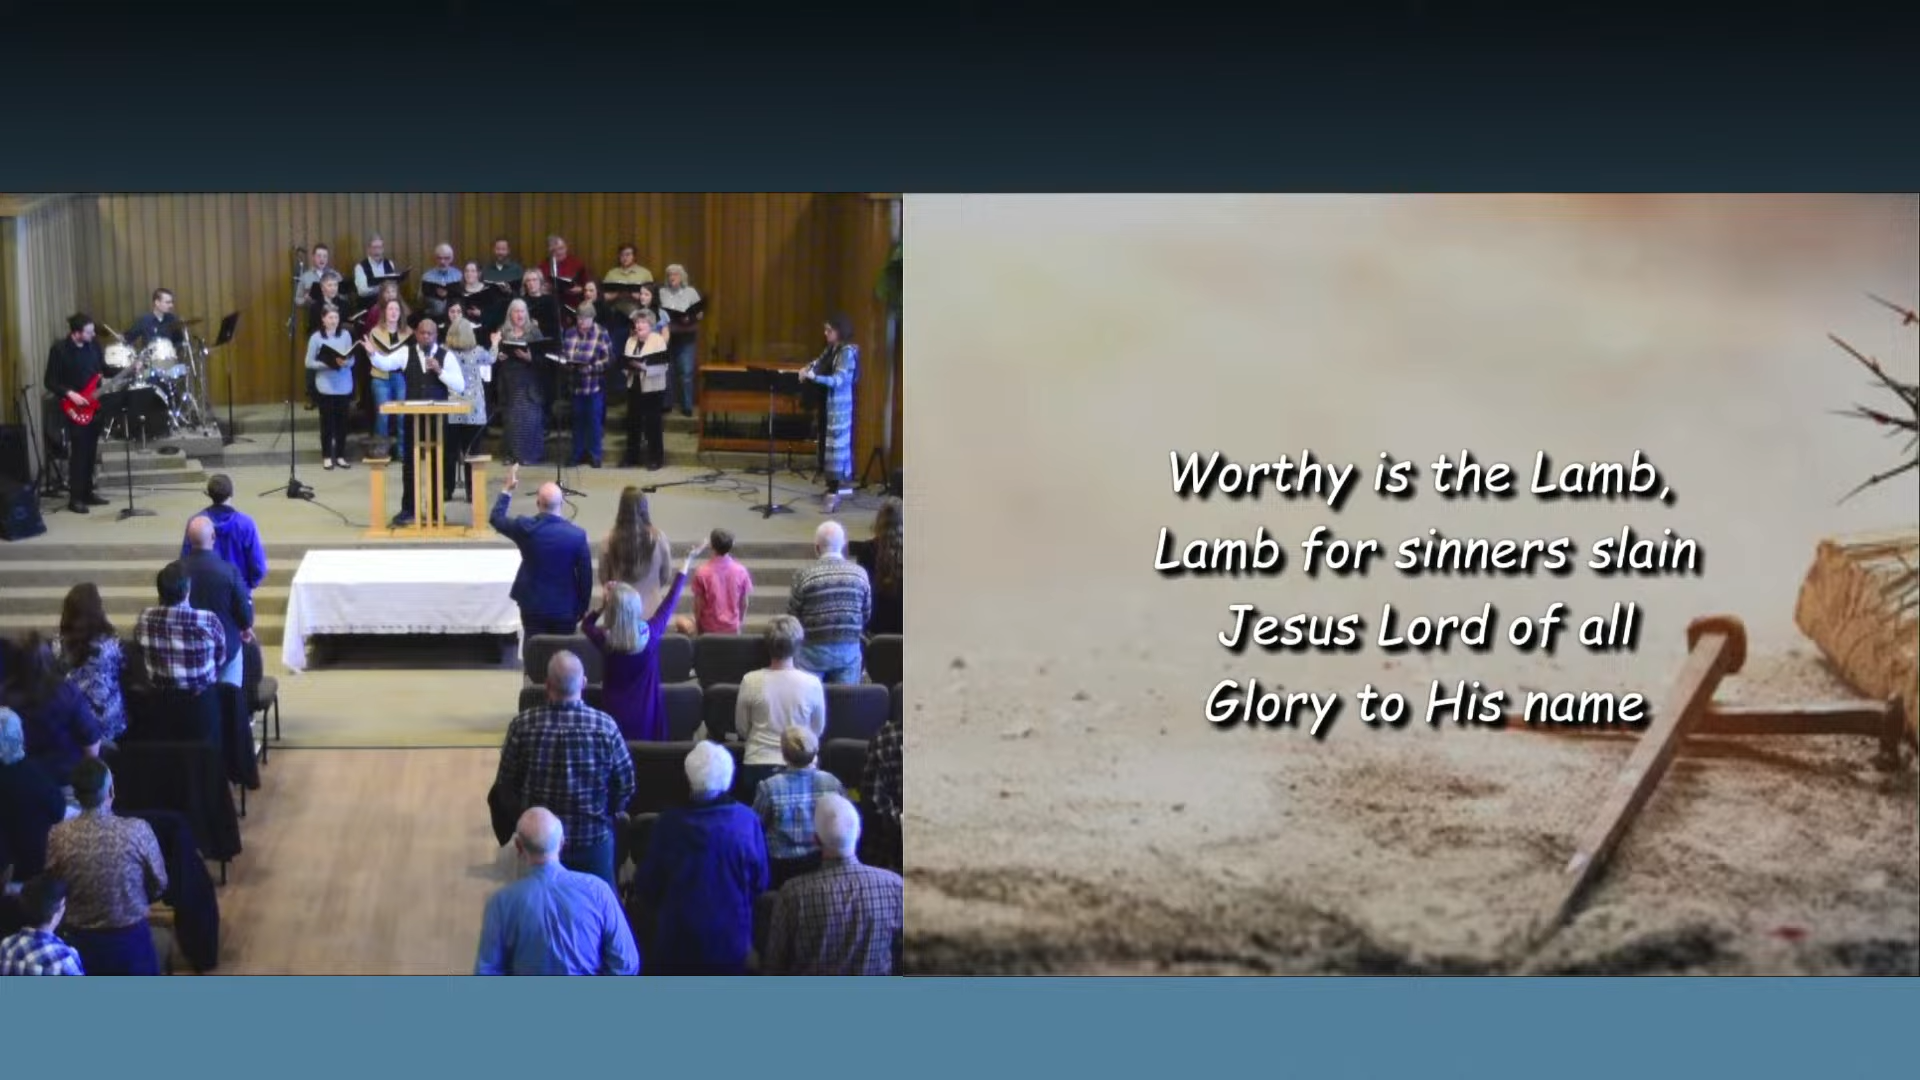 Worthy is the Lamb,
Lamb for sinners slain
Jesus Lord of all
Glory to His name